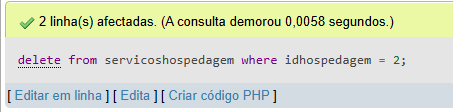 2 linha(s) afectadas. (A consulta demorou 0,0058 segundos.)
delete from servicoshospedagem where idhospedagem = 2;
[ Editar em linha ] [ Edita ] [ Criar código PHP ]